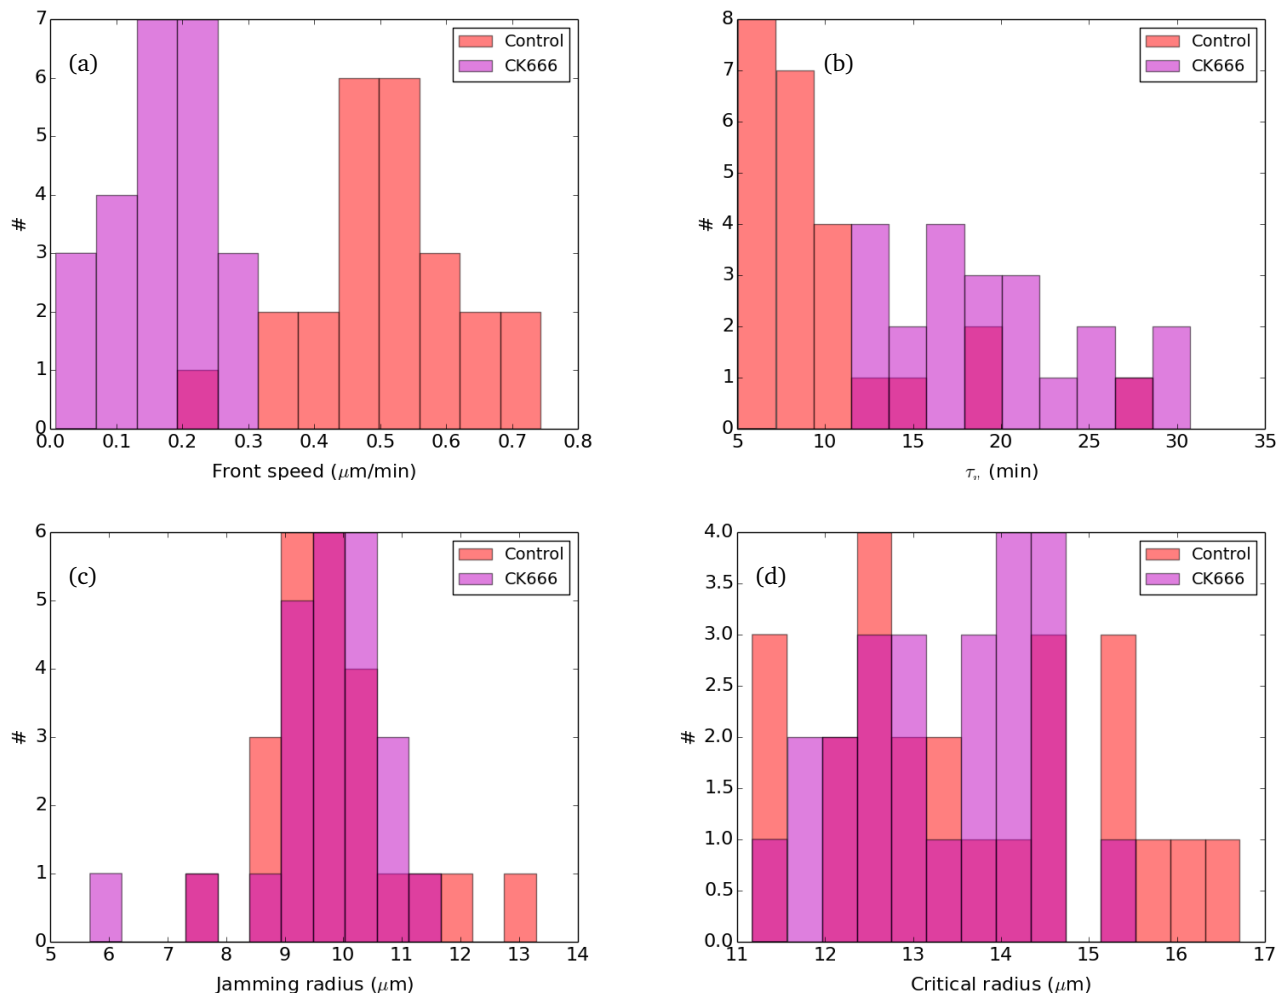 7
6
5
4
3
2
1
0
#
(a)
Control
CK666
0.0 0.1 0.2 0.3 0.4 0.5 0.6 0.7 0.8
Front speed (μm/min)
8
7
6
5
4
3
2
1
0
#
(b)
Control
CK666
5 10 15 20 25 30 35
(min)
6
5
4
3
2
1
0
#
(c)
Control
CK666
5 6 7 8 9 10 11 12 13 14
Jamming radius (μm)
4.0
3.5
3.0
2.5
2.0
1.5
1.0
0.5
0.0
#
(d)
Control
CK666
11 12 13 14 15 16 17
Critical radius (μm)